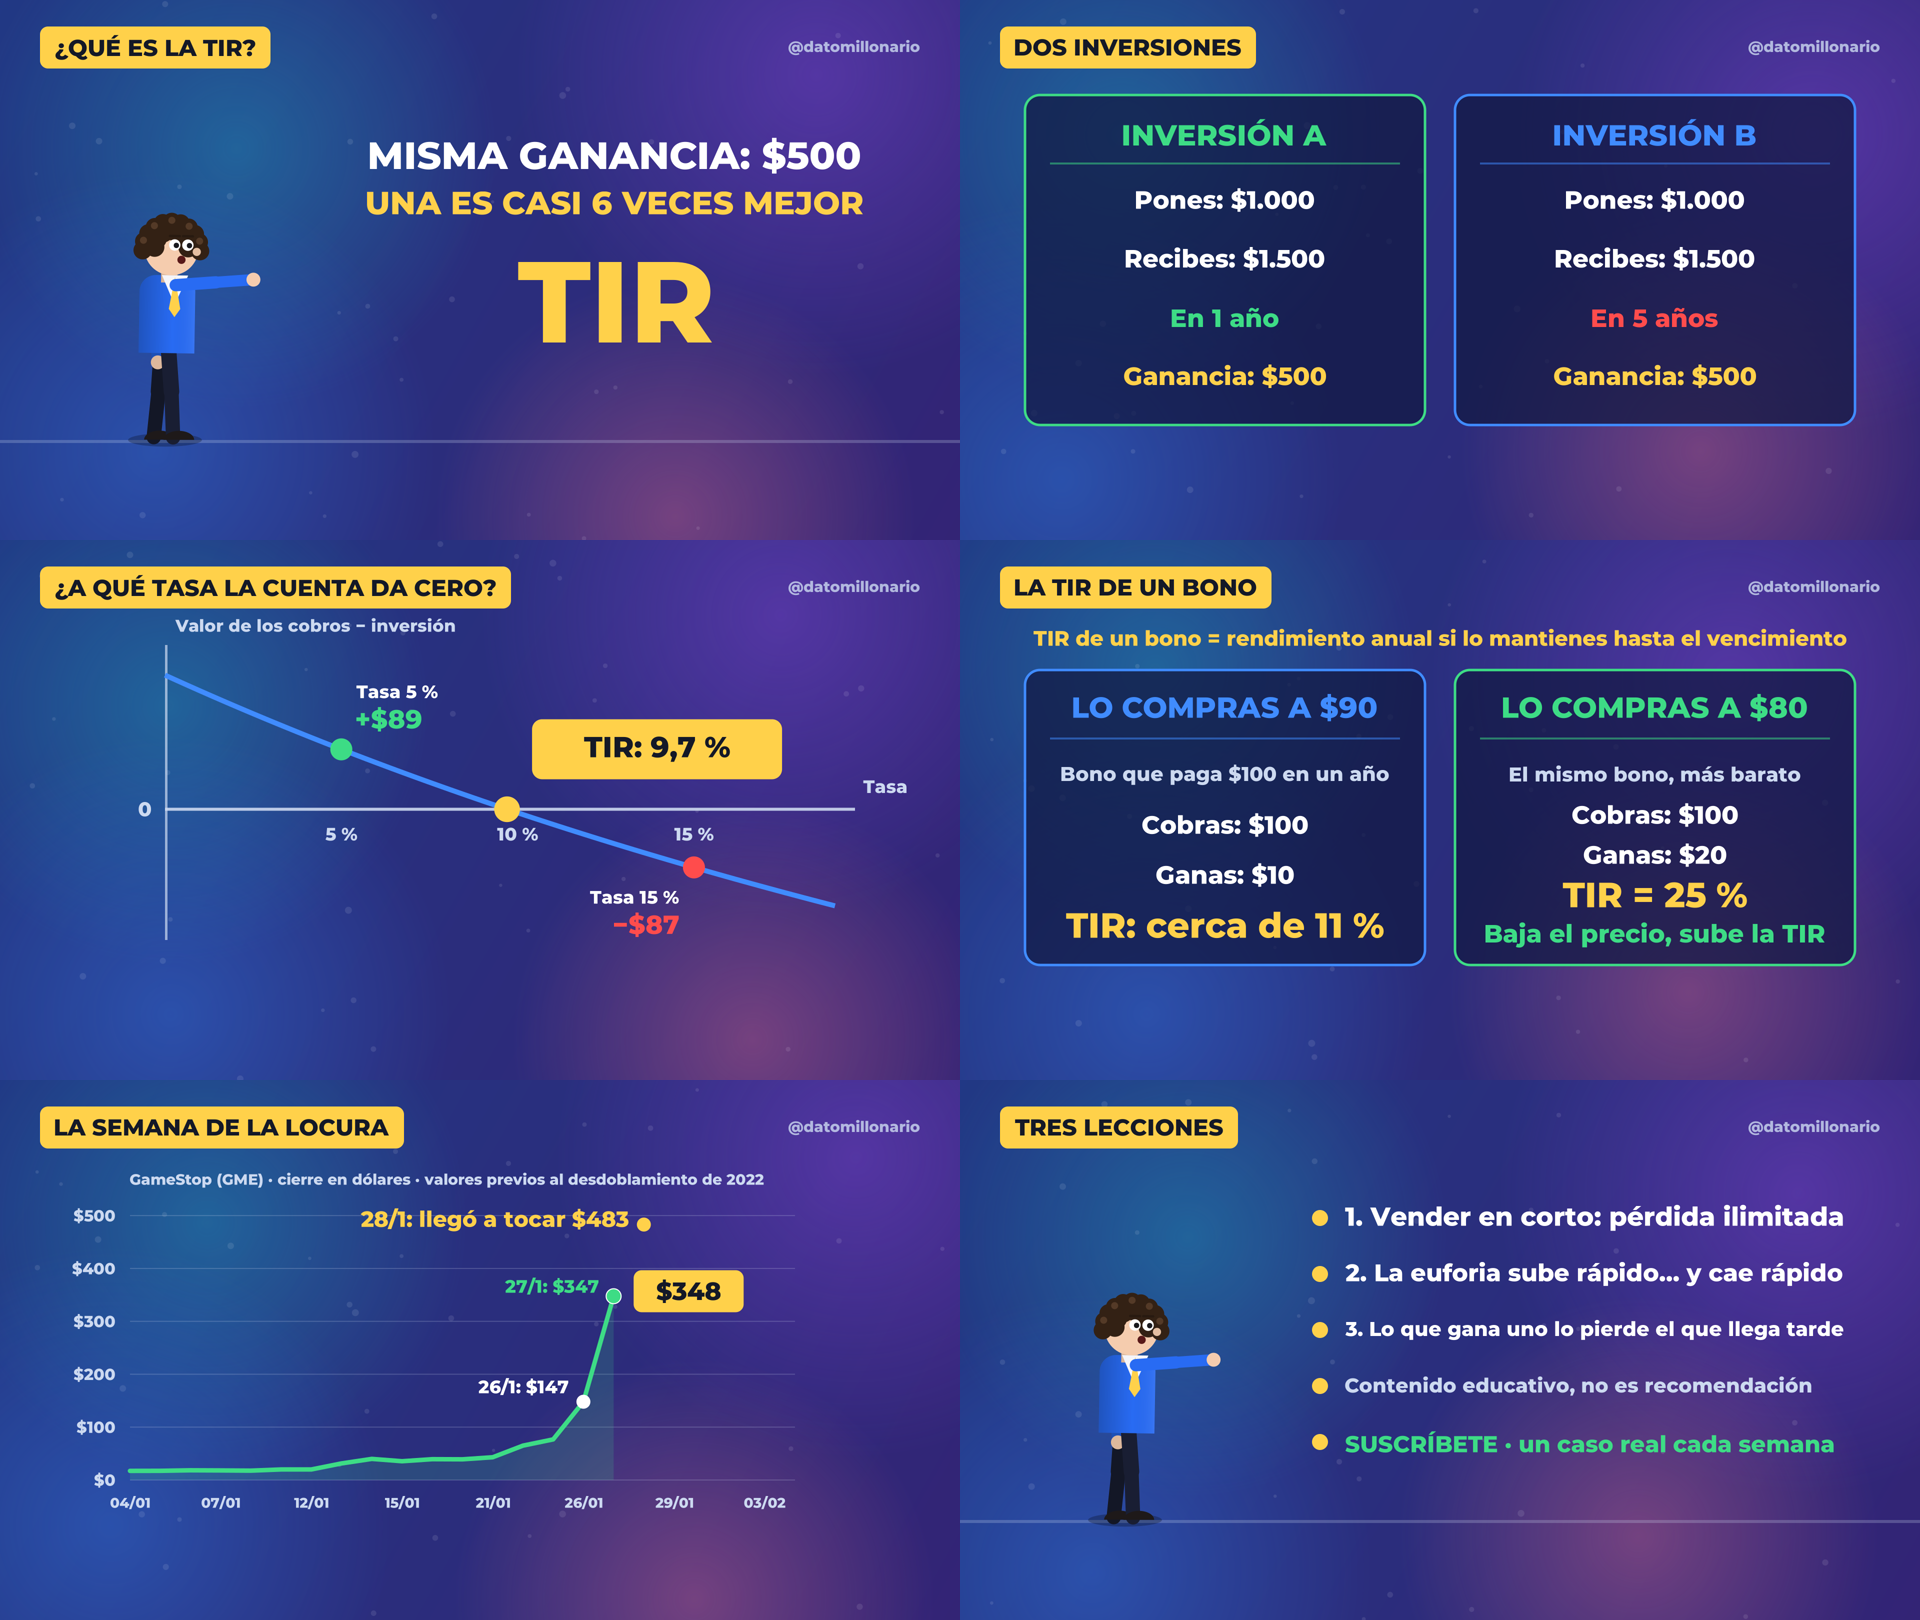 ¿QUÉ ES LA TIR?
@datomillonario
MISMA GANANCIA: $500
UNA ES CASI 6 VECES MEJOR
TIR
DOS INVERSIONES
@datomillonario
INVERSIÓN A
Pones: $1.000
Recibes: $1.500
En 1 año
Ganancia: $500
INVERSIÓN B
Pones: $1.000
Recibes: $1.500
En 5 años
Ganancia: $500
¿A QUÉ TASA LA CUENTA DA CERO?
@datomillonario
Valor de los cobros – inversión
Tasa 5 %
+$89
TIR: 9,7 %
Tasa
0
5 %
10 %
15 %
Tasa 15 %
−$87
LA TIR DE UN BONO
@datomillonario
TIR de un bono = rendimiento anual si lo mantienes hasta el vencimiento
LO COMPRAS A $90
Bono que paga $100 en un año
Cobras: $100
Ganas: $10
TIR: cerca de 11 %
LO COMPRAS A $80
El mismo bono, más barato
Cobras: $100
Ganas: $20
TIR = 25 %
Baja el precio, sube la TIR
LA SEMANA DE LA LOCURA
@datomillonario
GameStop (GME) · cierre en dólares · valores previos al desdoblamiento de 2022
$500
28/1: llegó a tocar $483
$400
27/1: $347
$348
$300
$200
26/1: $147
$100
$0
04/01
07/01
12/01
15/01
21/01
26/01
29/01
03/02
TRES LECCIONES
@datomillonario
1. Vender en corto: pérdida ilimitada
2. La euforia sube rápido... y cae rápido
3. Lo que gana uno lo pierde el que llega tarde
Contenido educativo, no es recomendación
SUSCRÍBETE · un caso real cada semana